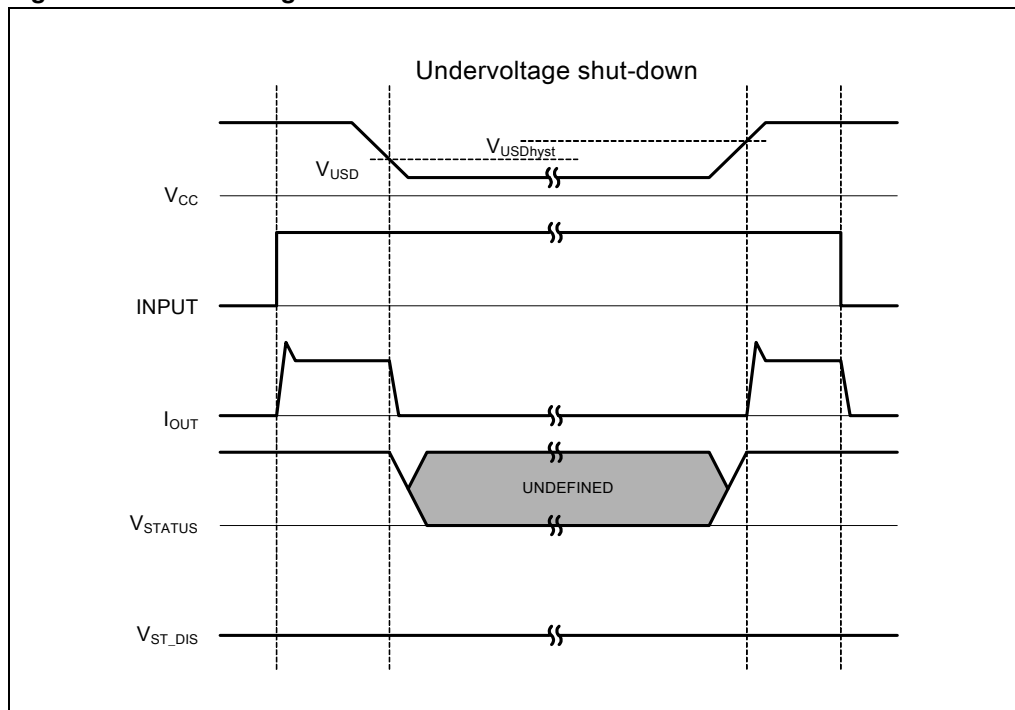 Undervoltage shut-down
VUSDhyst
VUSD
VCC
INPUT
IOUT
UNDEFINED
VSTATUS
VST_DIS